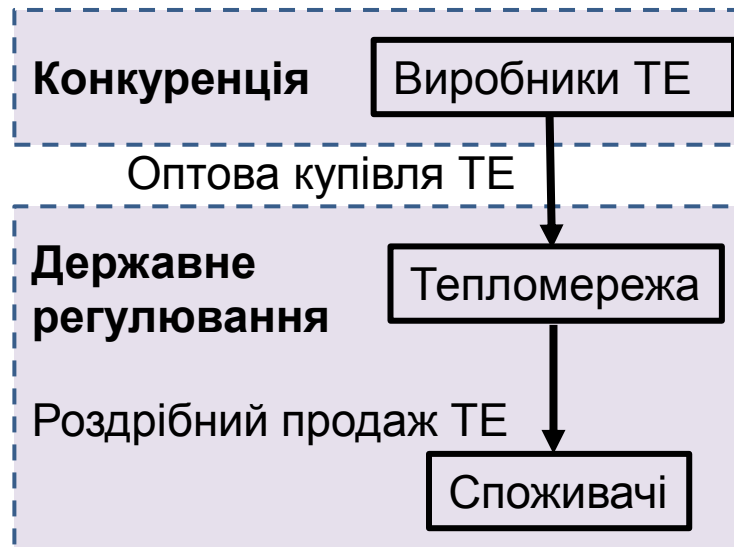 Конкуренція
Виробники ТЕ
Оптова купівля ТЕ
Державне
регулювання
Тепломережа
Роздрібний продаж ТЕ
Споживачі